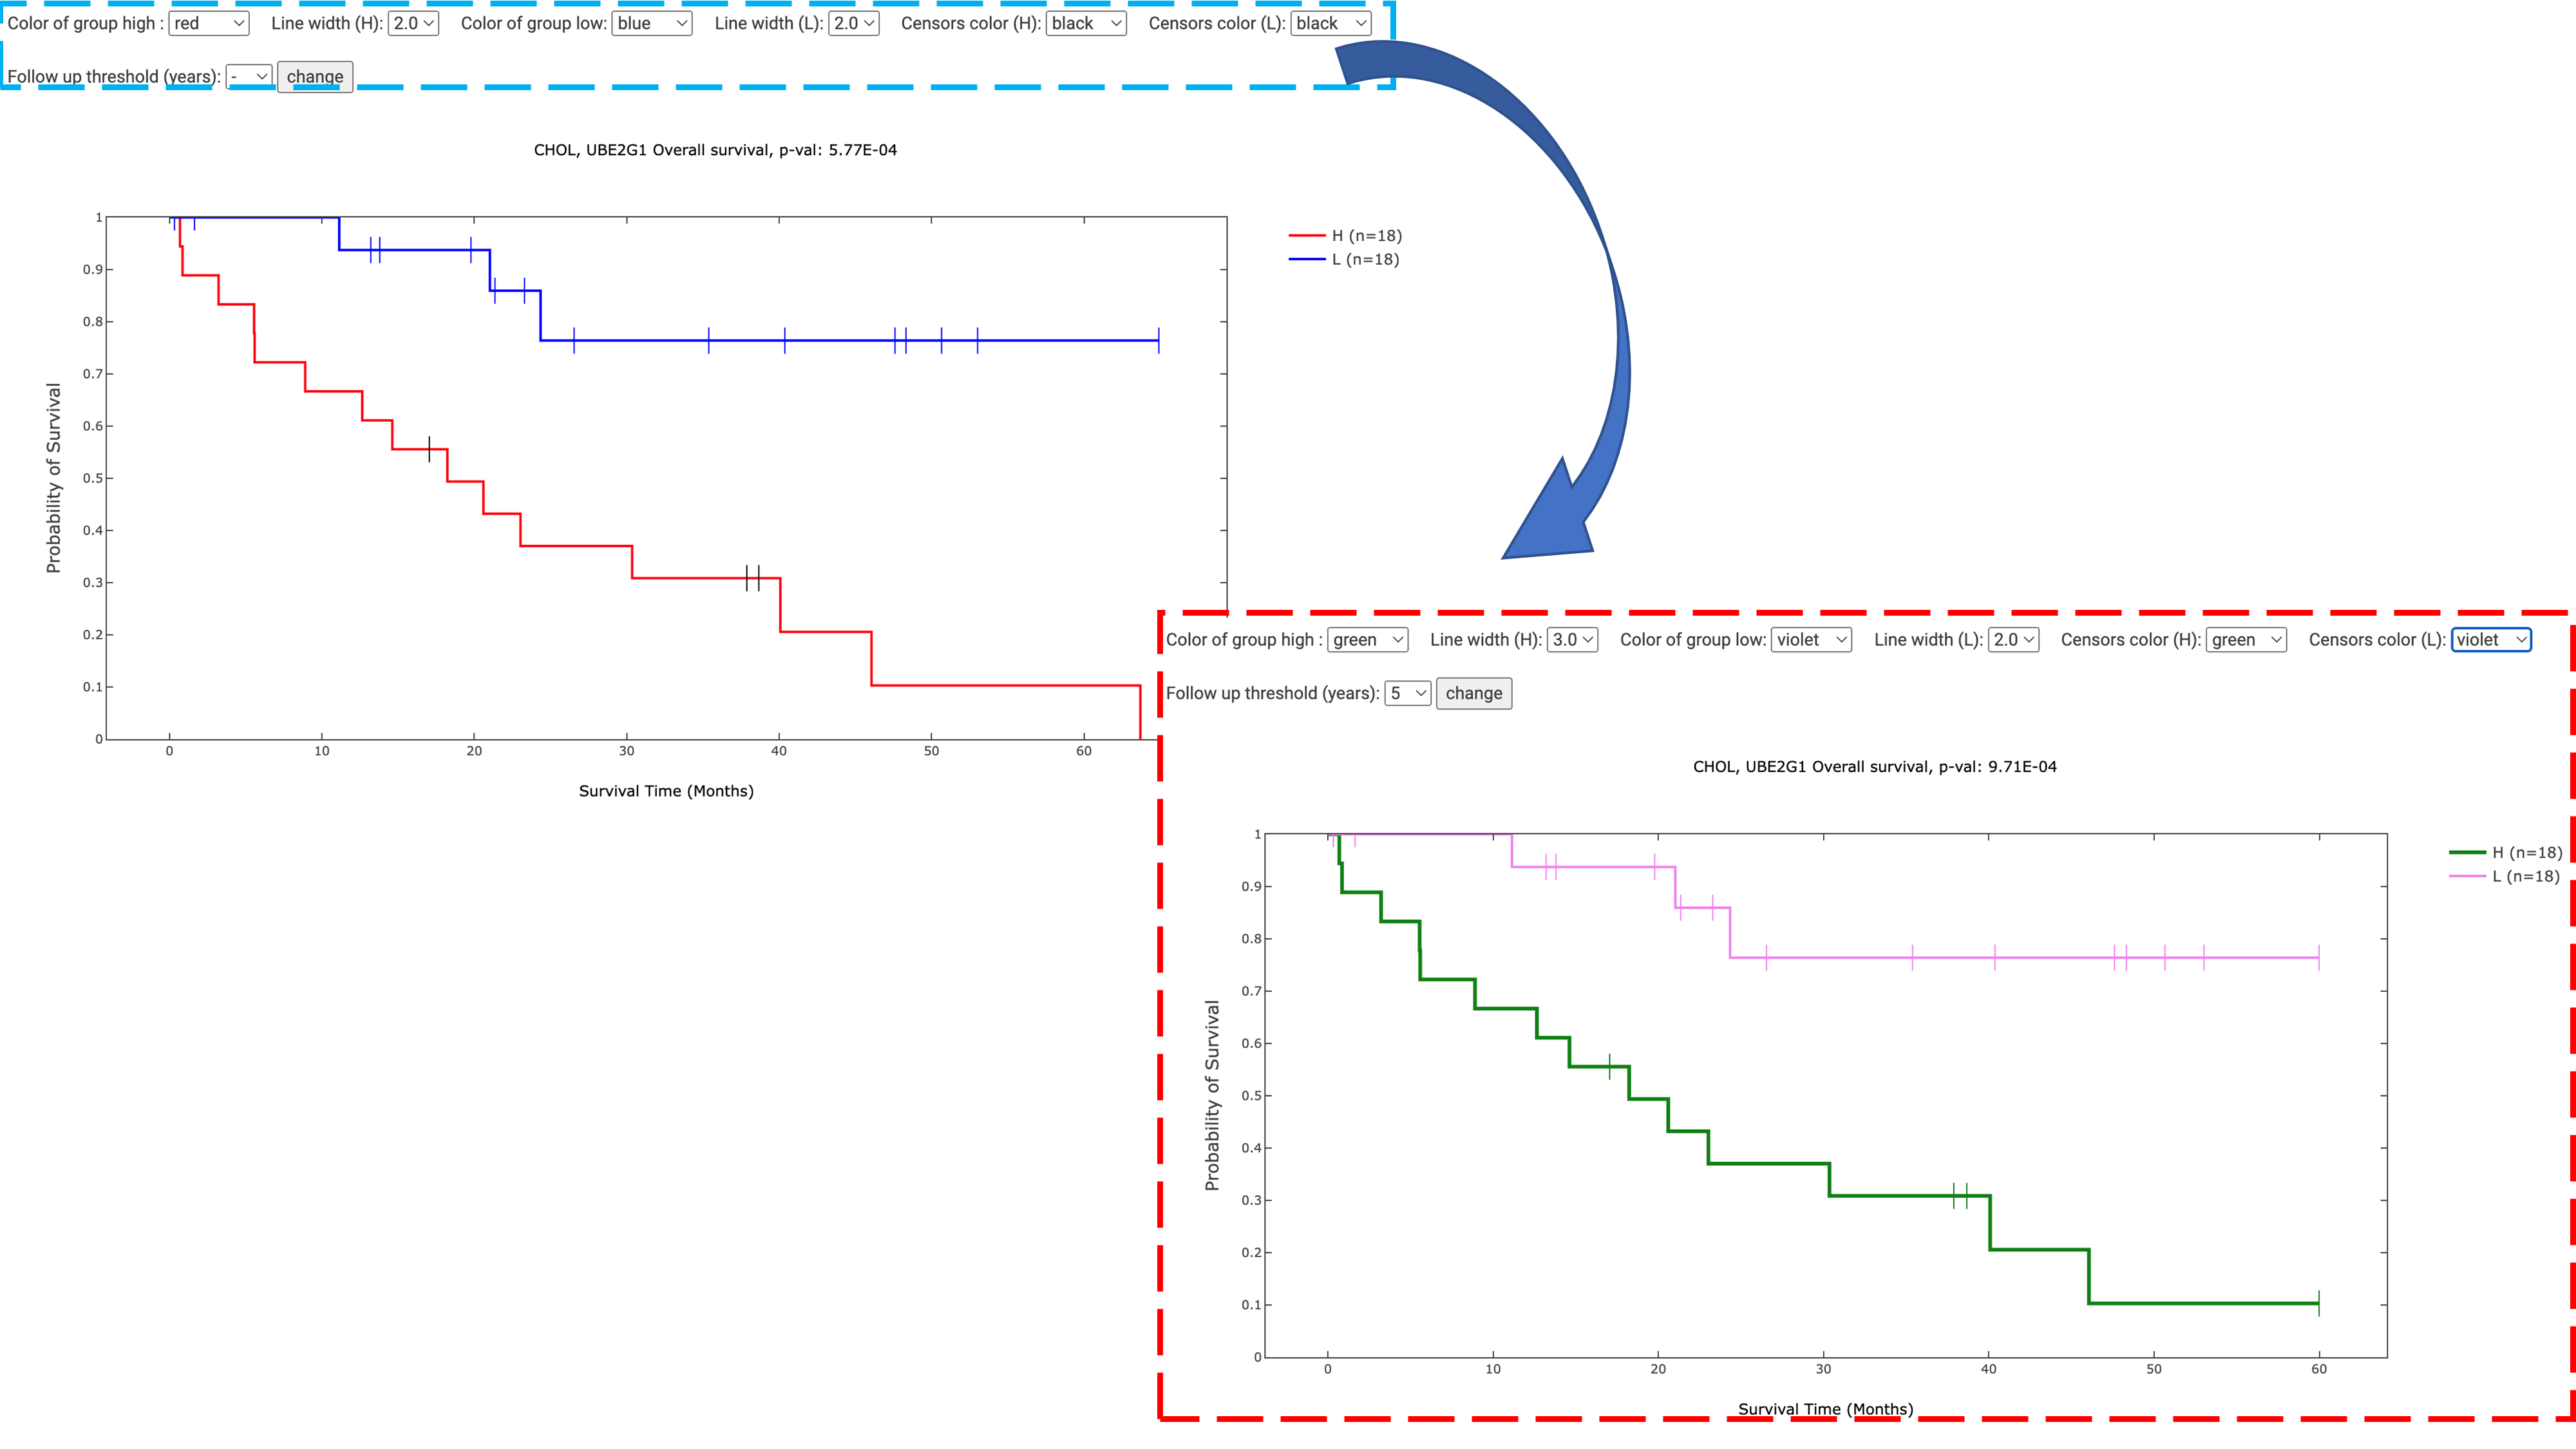 Color of group high : red Line width (H): 2.0 Color of group low: blue Line width (L): 2.0 Censors color (H): black Censors color (L): black
Follow up threshold (years): - change
CHOL, UBE2G1 Overall survival, p-val: 5.77E-04
1
0.9
0.8
0.7
0.6
0.5
0.4
0.3
0.2
0.1
0
Probability of Survival
0 10 20 30 40 50 60
Survival Time (Months)
H (n=18)
L (n=18)
Color of group high : green Line width (H): 3.0 Color of group low: violet Line width (L): 2.0 Censors color (H): green Censors color (L): violet
Follow up threshold (years): 5 change
CHOL, UBE2G1 Overall survival, p-val: 9.71E-04
1
0.9
0.8
0.7
0.6
0.5
0.4
0.3
0.2
0.1
0
Probability of Survival
0 10 20 30 40 50 60
Survival Time (Months)
H (n=18)
L (n=18)